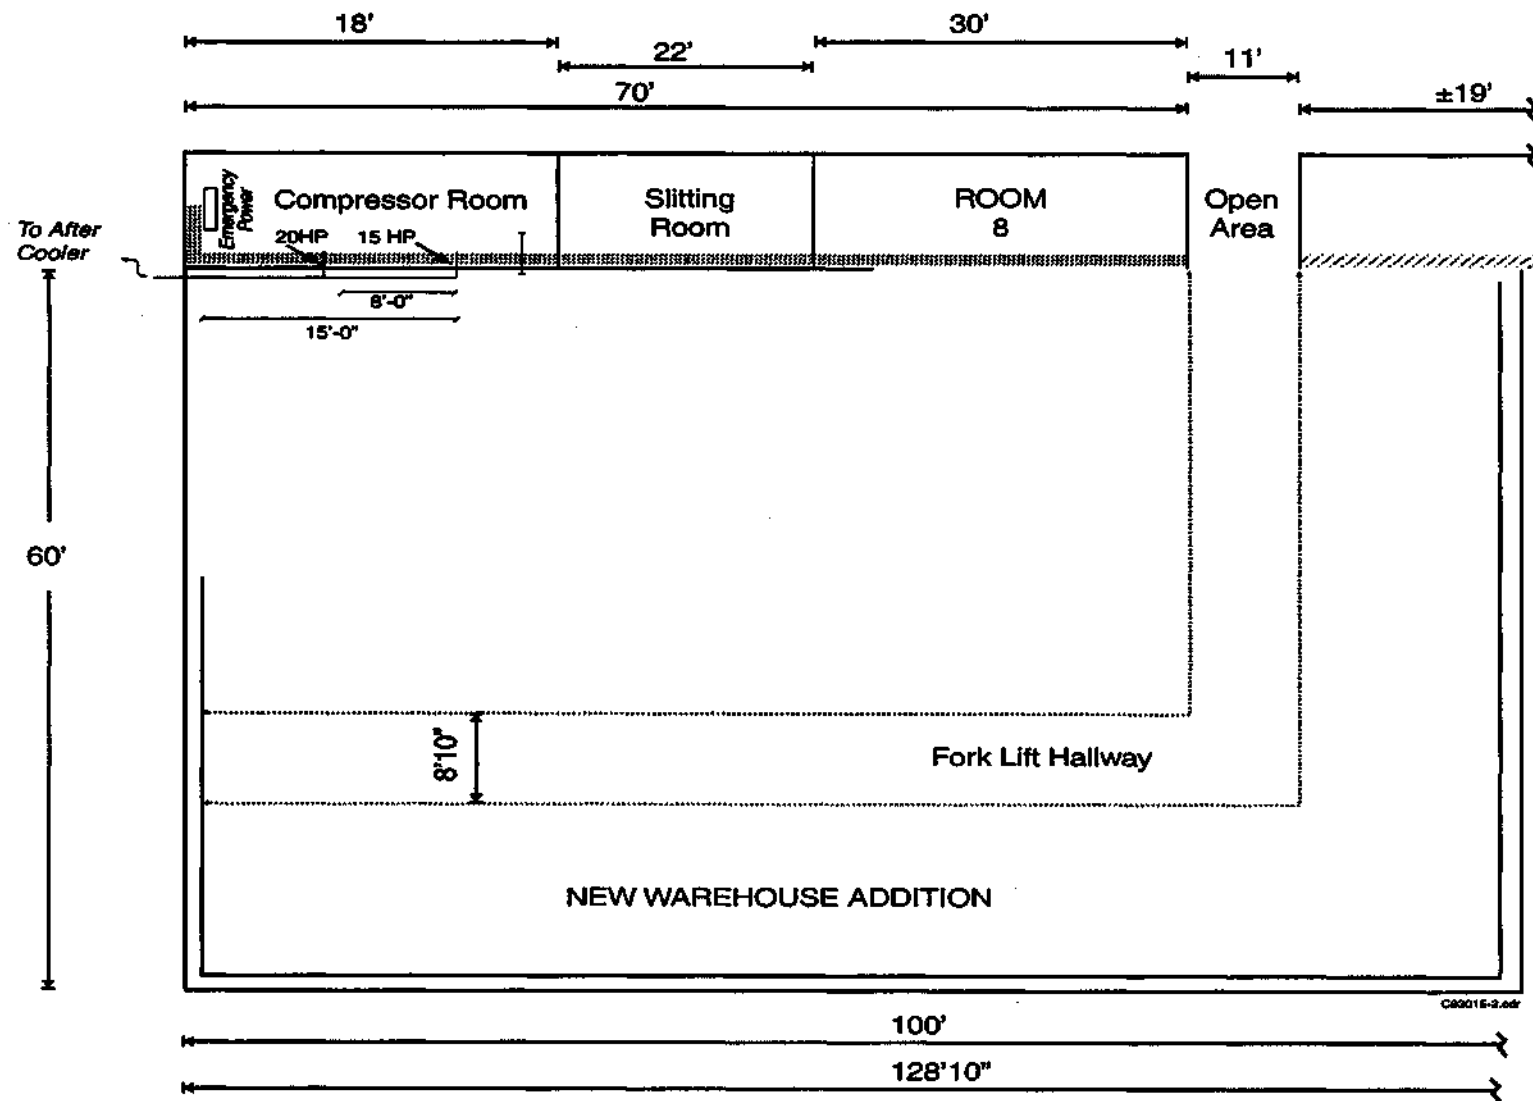 18'
30'
22'
11'
70'
±19'
Emergency
Power
Compressor Room
Slitting
Room
ROOM
8
Open
Area
To After
Cooler
20HP
15 HP
8'-0"
15'-0"
60'
8'10"
Fork Lift Hallway
NEW WAREHOUSE ADDITION
100'
128'10"